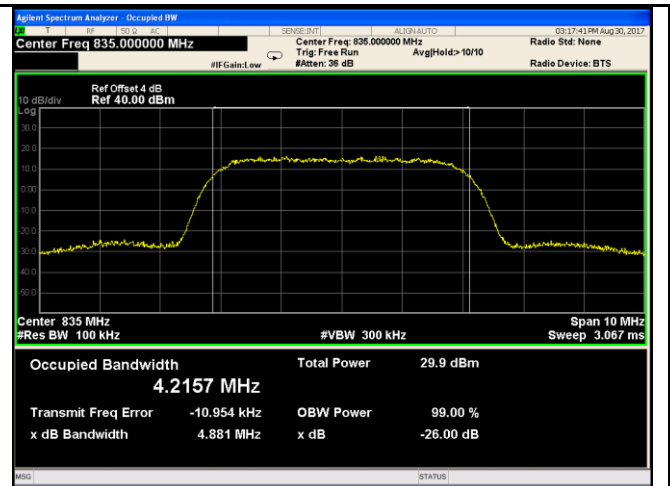 Agilent Spectrum Analyzer - Occupied BW
T RF 50 Ω AC SENSE:INT ALIGN AUTO 03:17:41 PM Aug 30, 2017
Center Freq 835.000000 MHz Center Freq: 835.000000 MHz Radio Std: None
Trig: Free Run Avg|Hold:> 10/10
#IFGain:Low #Atten: 36 dB Radio Device: BTS
Ref Offset 4 dB
10 dB/div Ref 40.00 dBm
Log
30.0
20.0
10.0
0.00
-10.0
-20.0
-30.0
-40.0
-50.0
Center 835 MHz Span 10 MHz
#Res BW 100 kHz #VBW 300 kHz Sweep 3.067 ms
Occupied Bandwidth Total Power 29.9 dBm
4.2157 MHz
Transmit Freq Error -10.954 kHz OBW Power 99.00 %
x dB Bandwidth 4.881 MHz x dB -26.00 dB
MSG STATUS